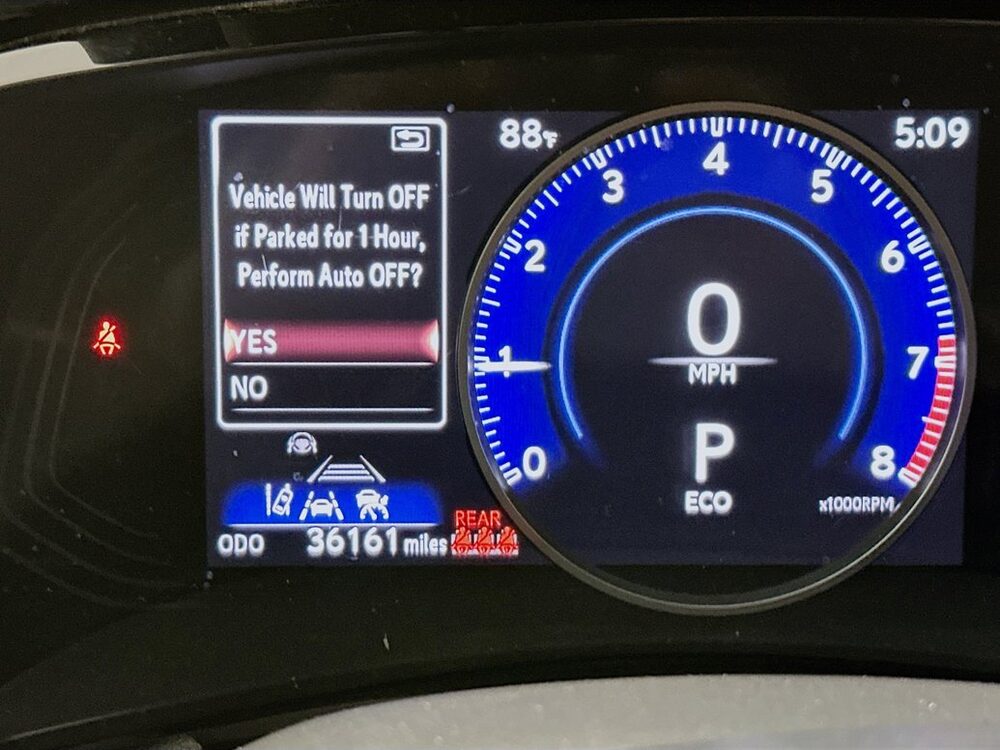 Vehicle Will Turn OFF
if Parked for 1 Hour,
Perform Auto OFF?
YES
NO
ODO 36161 miles
REAR
88°F
5:09
0
1
2
3
4
5
6
7
8
0
MPH
P
ECO
x1000RPM